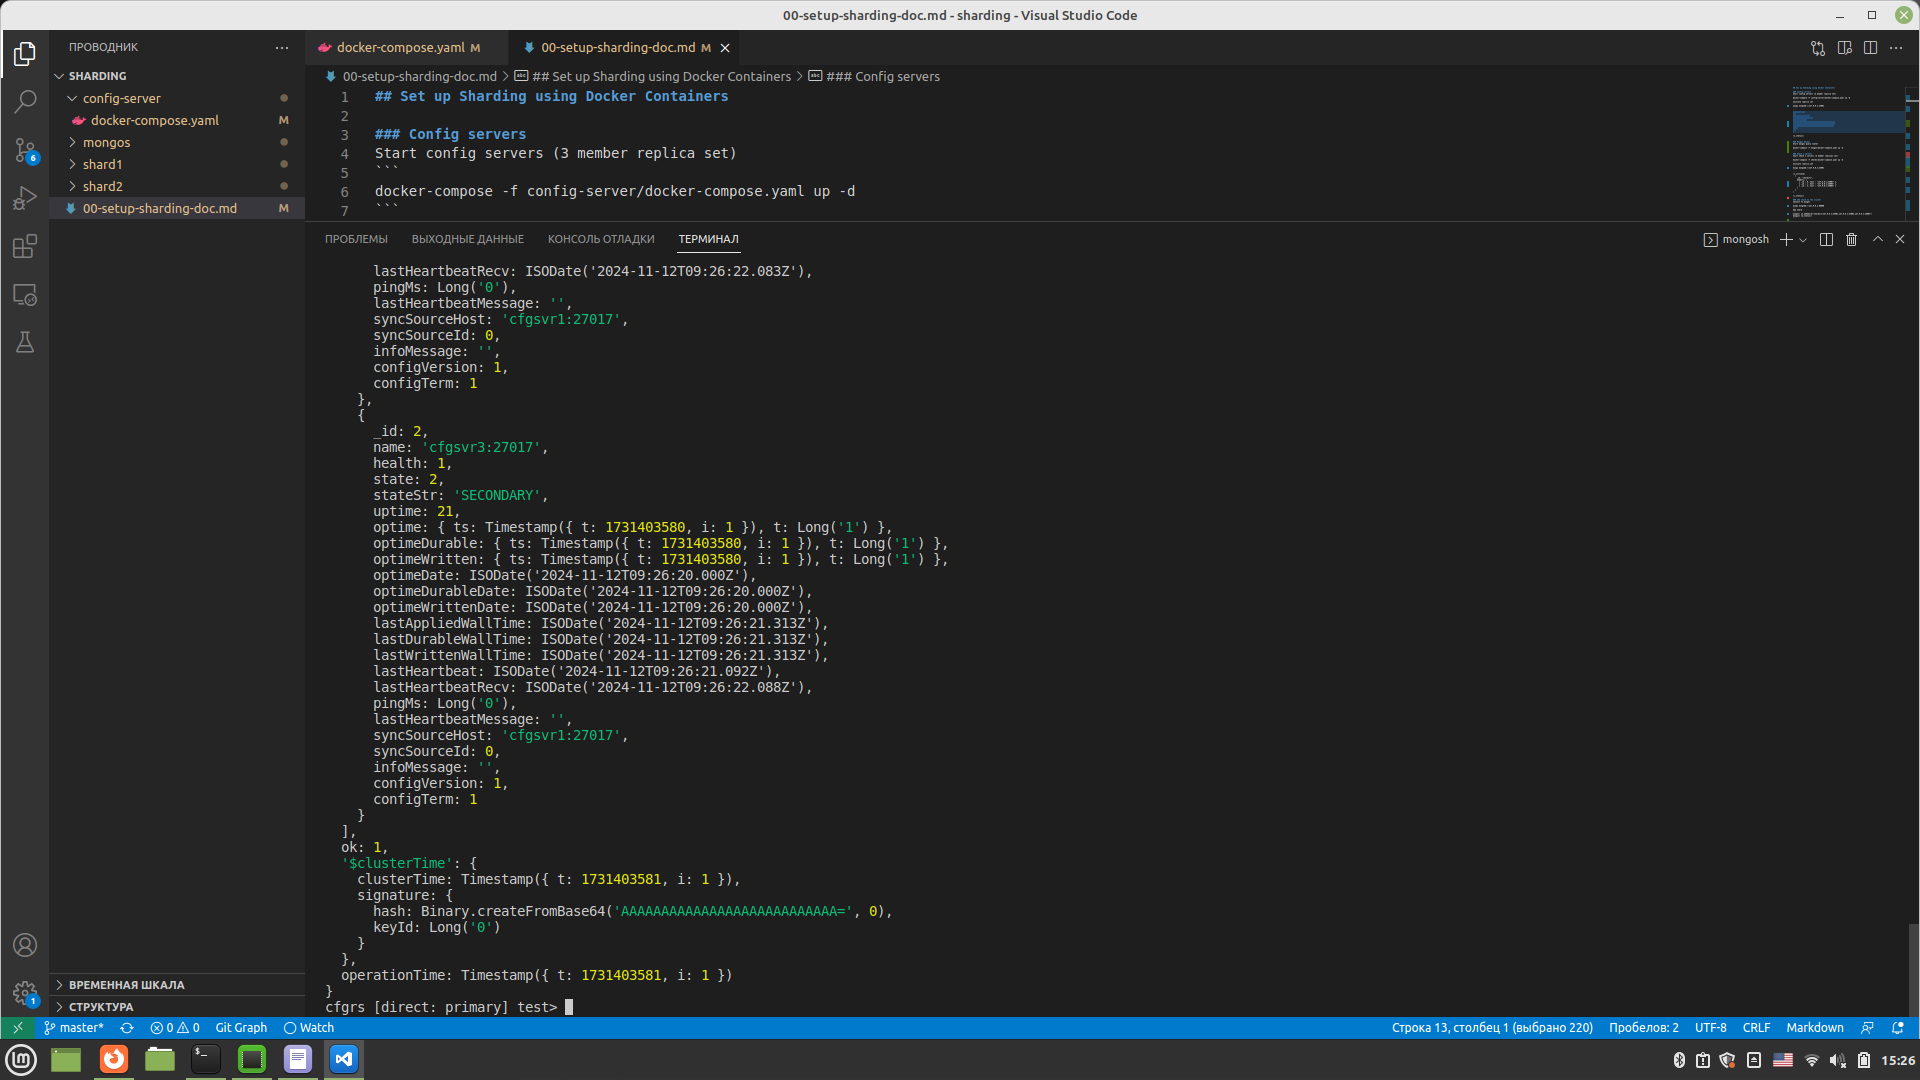 00-setup-sharding-doc.md - sharding - Visual Studio Code
ПРОВОДНИК
docker-compose.yaml M
00-setup-sharding-doc.md M
SHARDING
config-server
docker-compose.yaml M
mongos
shard1
shard2
00-setup-sharding-doc.md M
00-setup-sharding-doc.md > ## Set up Sharding using Docker Containers > ### Config servers
1 ## Set up Sharding using Docker Containers
2
3 ### Config servers
4 Start config servers (3 member replica set)
5 ```
6 docker-compose -f config-server/docker-compose.yaml up -d
7 ```
ПРОБЛЕМЫ ВЫХОДНЫЕ ДАННЫЕ КОНСОЛЬ ОТЛАДКИ ТЕРМИНАЛ
mongosh
lastHeartbeatRecv: ISODate('2024-11-12T09:26:22.083Z'),
pingMs: Long('0'),
lastHeartbeatMessage: '',
syncSourceHost: 'cfgsvr1:27017',
syncSourceId: 0,
infoMessage: '',
configVersion: 1,
configTerm: 1
},
{
_id: 2,
name: 'cfgsvr3:27017',
health: 1,
state: 2,
stateStr: 'SECONDARY',
uptime: 21,
optime: { ts: Timestamp({ t: 1731403580, i: 1 }), t: Long('1') },
optimeDurable: { ts: Timestamp({ t: 1731403580, i: 1 }), t: Long('1') },
optimeWritten: { ts: Timestamp({ t: 1731403580, i: 1 }), t: Long('1') },
optimeDate: ISODate('2024-11-12T09:26:20.000Z'),
optimeDurableDate: ISODate('2024-11-12T09:26:20.000Z'),
optimeWrittenDate: ISODate('2024-11-12T09:26:20.000Z'),
lastAppliedWallTime: ISODate('2024-11-12T09:26:21.313Z'),
lastDurableWallTime: ISODate('2024-11-12T09:26:21.313Z'),
lastWrittenWallTime: ISODate('2024-11-12T09:26:21.313Z'),
lastHeartbeat: ISODate('2024-11-12T09:26:21.092Z'),
lastHeartbeatRecv: ISODate('2024-11-12T09:26:22.088Z'),
pingMs: Long('0'),
lastHeartbeatMessage: '',
syncSourceHost: 'cfgsvr1:27017',
syncSourceId: 0,
infoMessage: '',
configVersion: 1,
configTerm: 1
}
],
ok: 1,
'$clusterTime': {
clusterTime: Timestamp({ t: 1731403581, i: 1 }),
signature: {
hash: Binary.createFromBase64('AAAAAAAAAAAAAAAAAAAAAAAAAAA=', 0),
keyId: Long('0')
}
},
operationTime: Timestamp({ t: 1731403581, i: 1 })
}
cfgrs [direct: primary] test>
ВРЕМЕННАЯ ШКАЛА
СТРУКТУРА
6
1
master* 0 0 Git Graph Watch
Строка 13, столбец 1 (выбрано 220) Пробелов: 2 UTF-8 CRLF Markdown
15:26